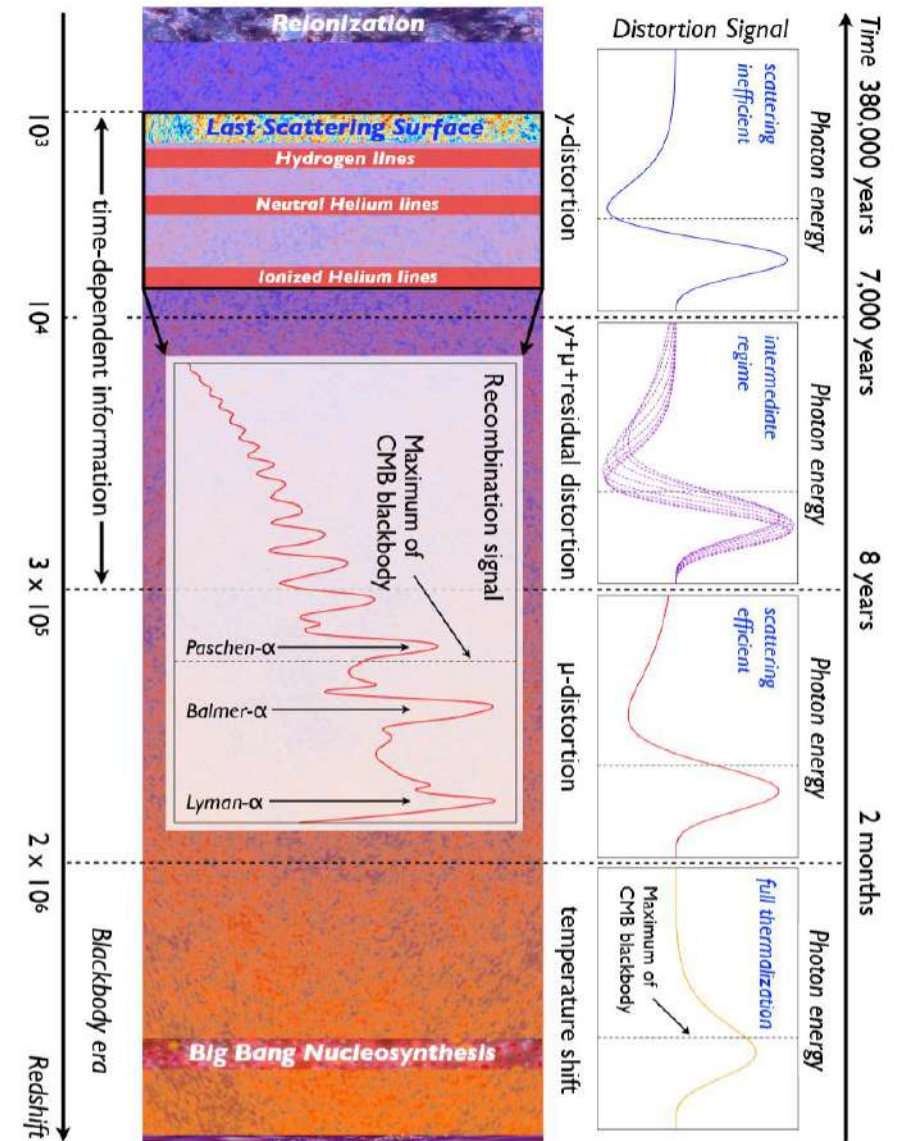 Reionization
Last Scattering Surface
Hydrogen lines
Neutral Helium lines
Ionized Helium lines
Big Bang Nucleosynthesis
Time
380,000 years
7,000 years
8 years
2 months
Distortion Signal
Photon energy
scattering
inefficient
Photon energy
intermediate
regime
Photon energy
scattering
efficient
Photon energy
full thermalization
Maximum of
CMB blackbody
y-distortion
y+μ+residual distortion
μ-distortion
temperature shift
Recombination signal
Maximum of
CMB blackbody
Paschen-α
Balmer-α
Lyman-α
time-dependent information
Blackbody era
10³
10⁴
3 x 10⁵
2 x 10⁶
Redshift